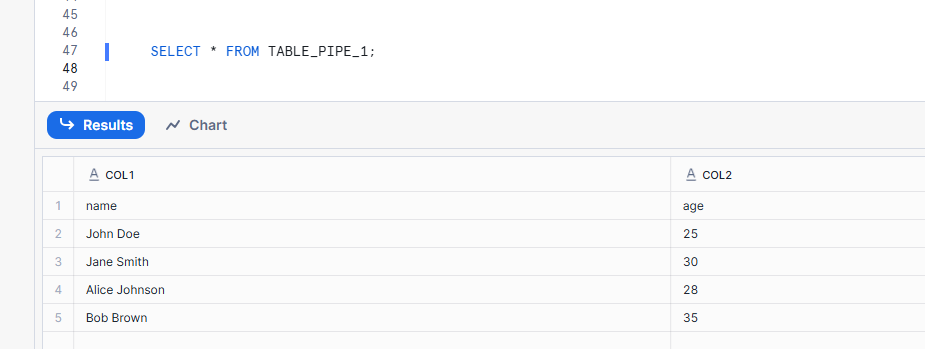 45
46
47 SELECT * FROM TABLE_PIPE_1;
48
49
Results Chart
A COL1 A COL2
1 name age
2 John Doe 25
3 Jane Smith 30
4 Alice Johnson 28
5 Bob Brown 35